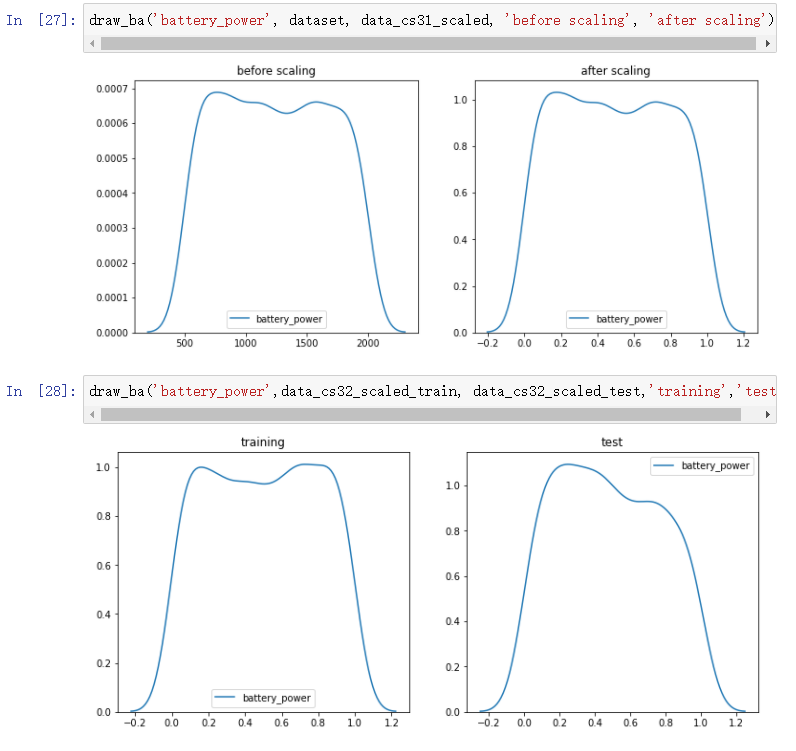 In [27]: draw_ba('battery_power', dataset, data_cs31_scaled, 'before scaling', 'after scaling')
before scaling
0.0007
0.0006
0.0005
0.0004
0.0003
0.0002
0.0001
0.0000
battery_power
500 1000 1500 2000
after scaling
1.0
0.8
0.6
0.4
0.2
0.0
battery_power
−0.2 0.0 0.2 0.4 0.6 0.8 1.0 1.2
In [28]: draw_ba('battery_power',data_cs32_scaled_train, data_cs32_scaled_test,'training','test
training
1.0
0.8
0.6
0.4
0.2
0.0
battery_power
−0.2 0.0 0.2 0.4 0.6 0.8 1.0 1.2
test
battery_power
1.0
0.8
0.6
0.4
0.2
0.0
−0.2 0.0 0.2 0.4 0.6 0.8 1.0 1.2